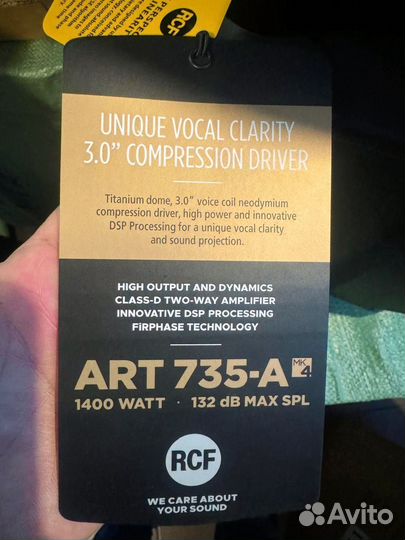 RCF
UNIQUE VOCAL CLARITY
3.0” COMPRESSION DRIVER
Titanium dome, 3.0” voice coil neodymium
compression driver, high power and innovative
DSP Processing for a unique vocal clarity
and sound projection.
HIGH OUTPUT AND DYNAMICS
CLASS-D TWO-WAY AMPLIFIER
INNOVATIVE DSP PROCESSING
FiRPHASE TECHNOLOGY
ART 735-A MK4
1400 WATT · 132 dB MAX SPL
RCF
WE CARE ABOUT
YOUR SOUND
Avito